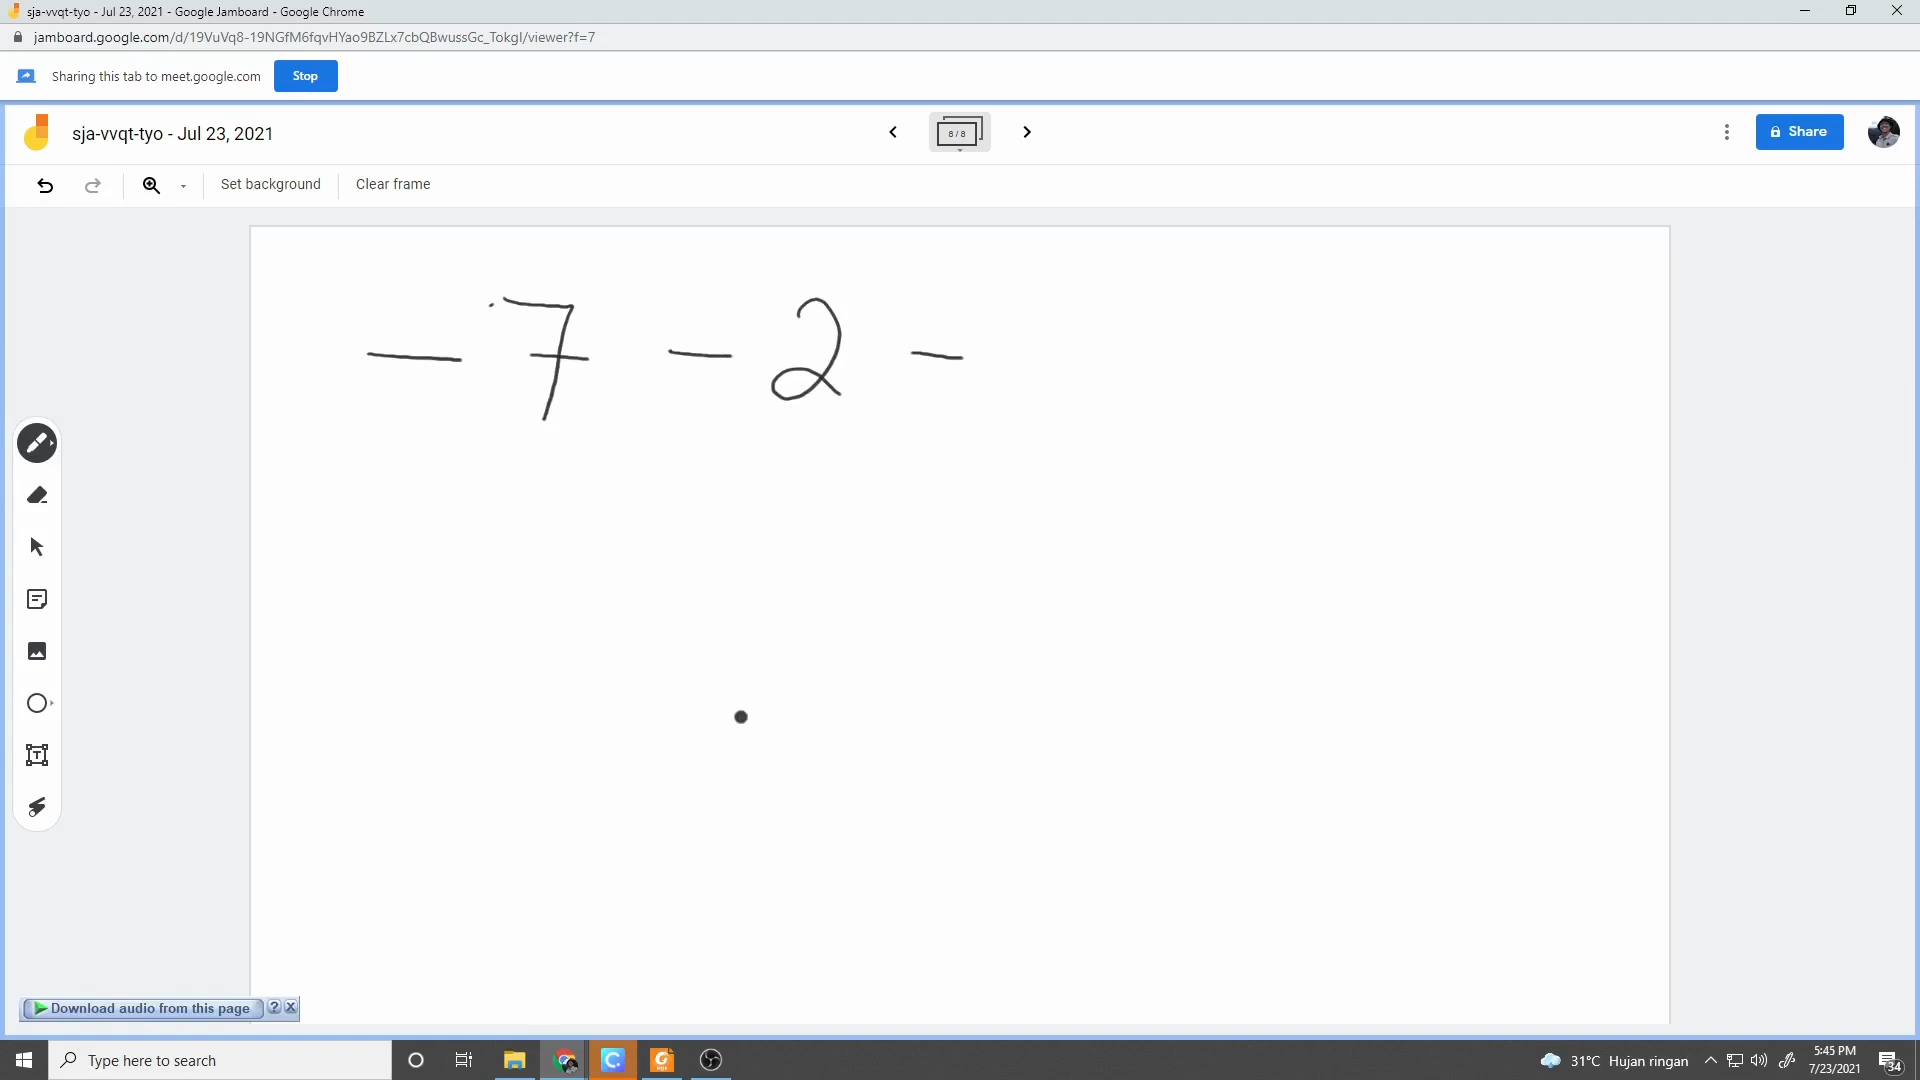 sja-vvqt-tyo - Jul 23, 2021 - Google Jamboard - Google Chrome
jamboard.google.com/d/19VuVq8-19NGfM6fqvHYao9BZLx7cbQBwussGc_TokgI/viewer?f=7
Sharing this tab to meet.google.com Stop
sja-vvqt-tyo - Jul 23, 2021 8 / 8 Share
Set background Clear frame
— 7 - 2 -
Download audio from this page ? X
Type here to search 31°C Hujan ringan 5:45 PM
7/23/2021 34